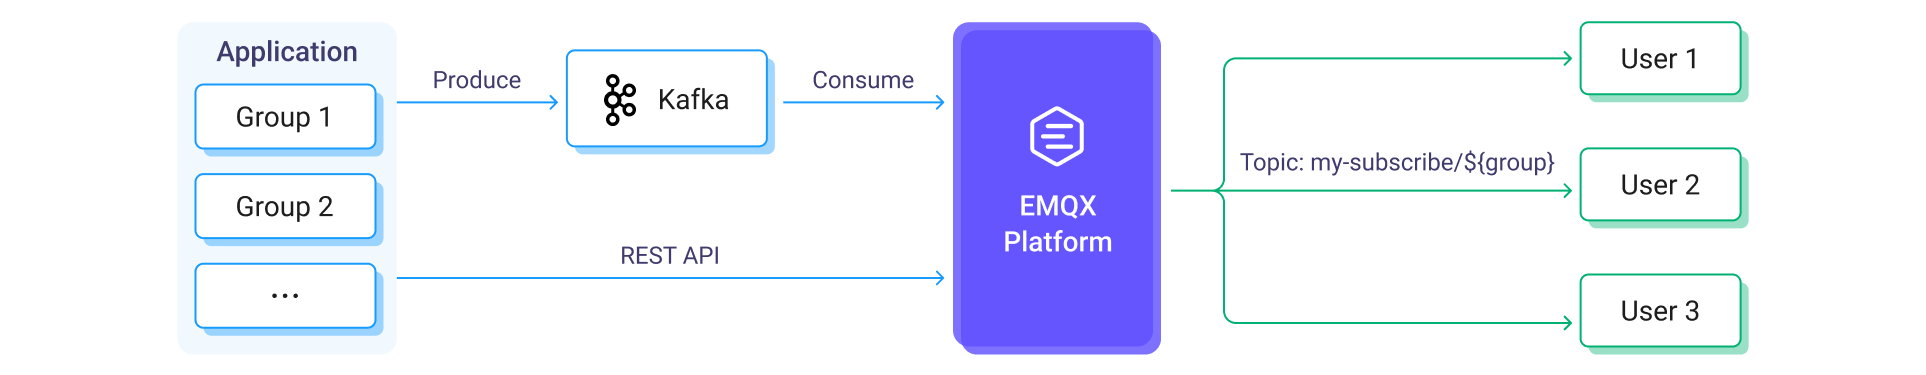 Application
Group 1
Group 2
...
Produce
Kafka
Consume
REST API
EMQX
Platform
Topic: my-subscribe/${group}
User 1
User 2
User 3